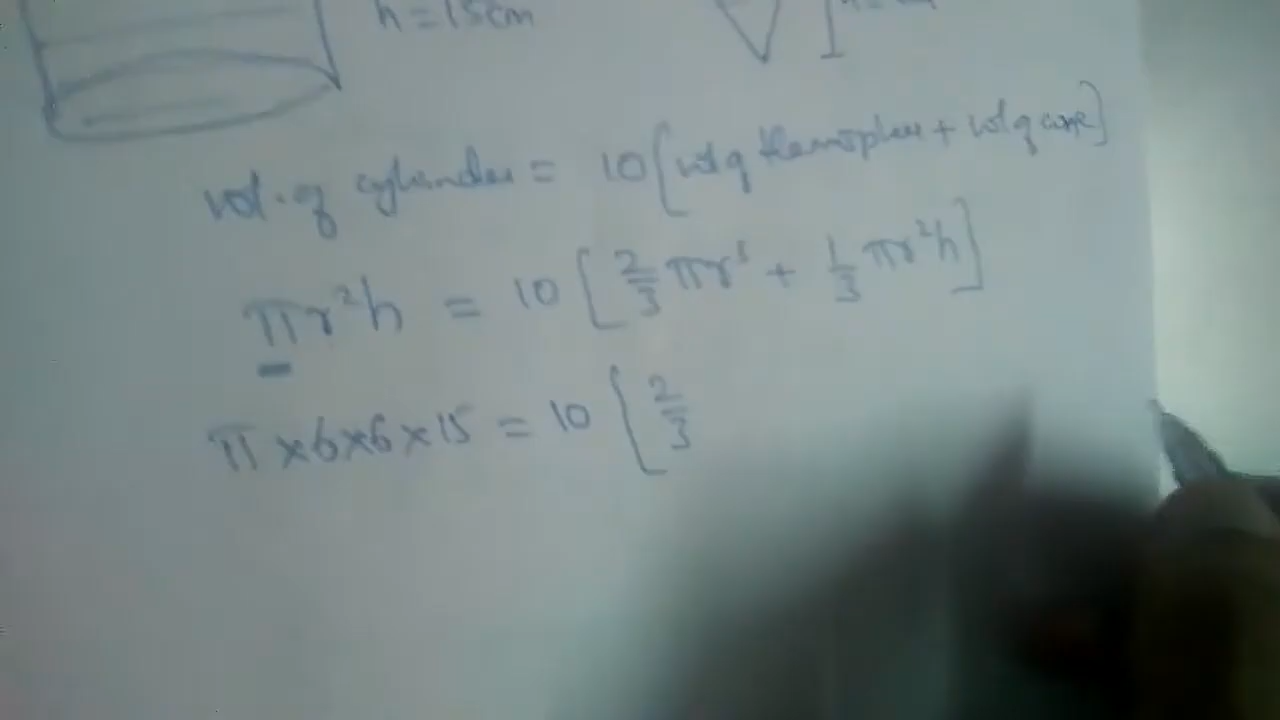 h = 15cm
vol. of cylinder = 10[vol of Hemisphere + vol of cone]
πr²h = 10[2/3 πr³ + 1/3 πr²h]
π × 6 × 6 × 15 = 10[2/3